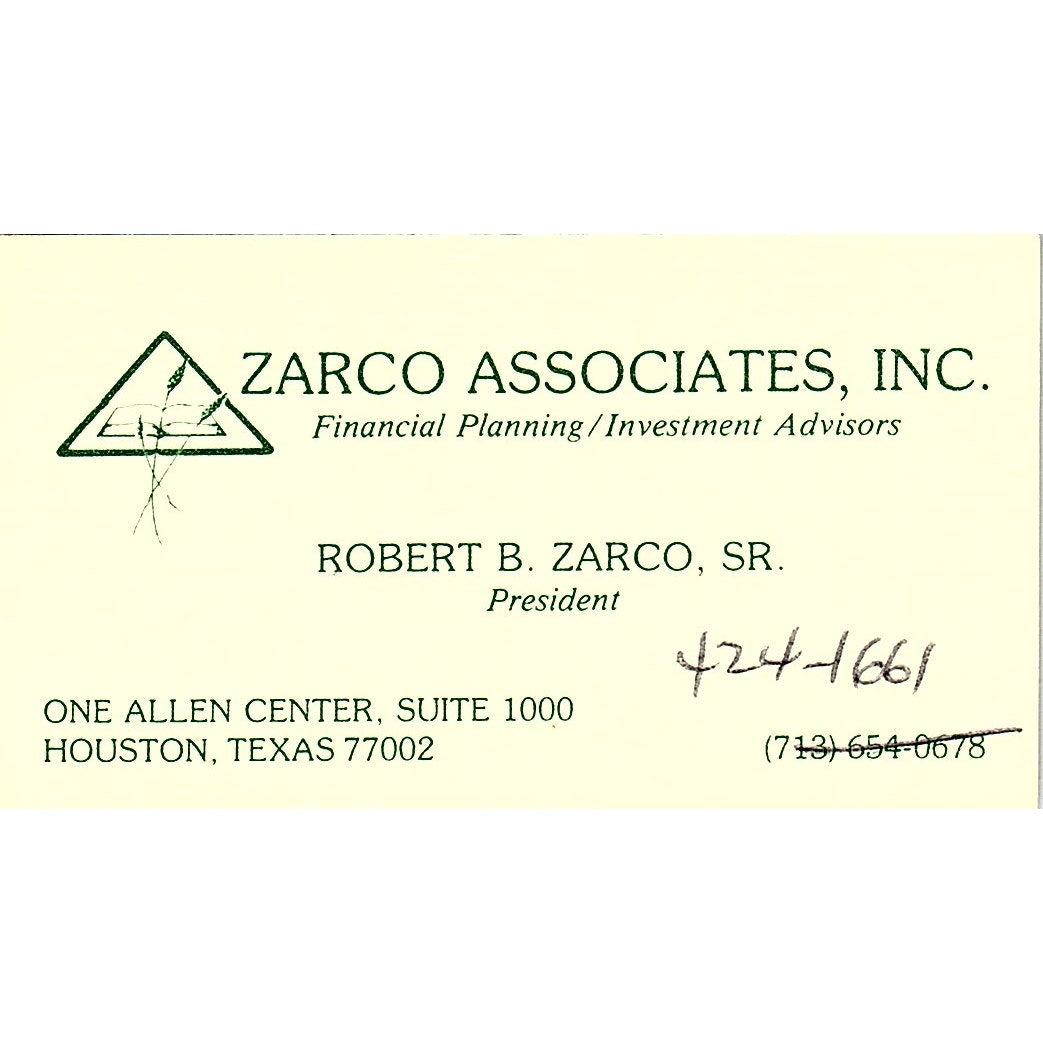 ZARCO ASSOCIATES, INC.
Financial Planning/Investment Advisors
ROBERT B. ZARCO, SR.
President
424-1661
ONE ALLEN CENTER, SUITE 1000
HOUSTON, TEXAS 77002
(713) 654-0678